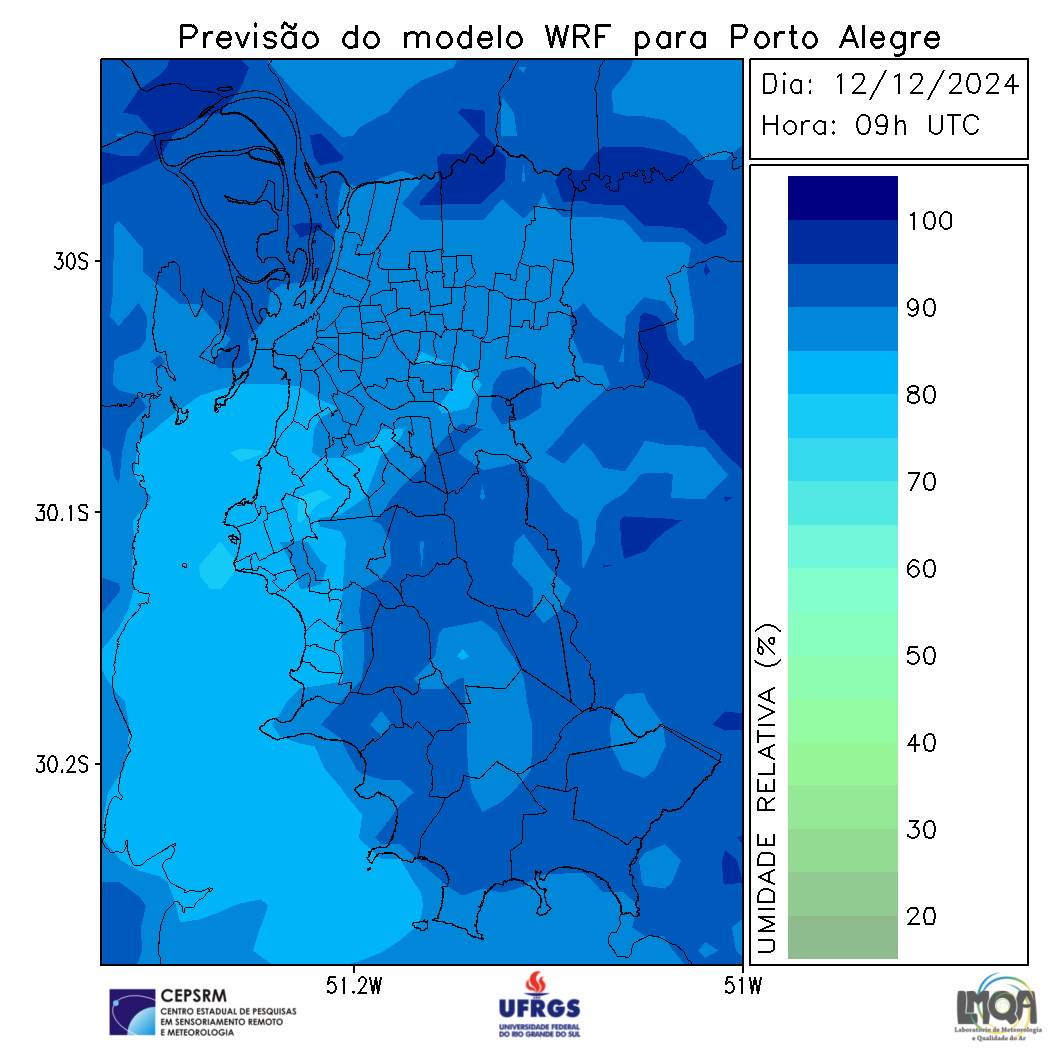 Previsão do modelo WRF para Porto Alegre
Dia: 12/12/2024
Hora: 09h UTC
30S
30.1S
30.2S
51.2W
51W
100
90
80
70
60
50
40
30
20
UMIDADE RELATIVA (%)
CEPSRM
CENTRO ESTADUAL DE PESQUISAS
EM SENSORIAMENTO REMOTO
E METEOROLOGIA
UFRGS
UNIVERSIDADE FEDERAL
DO RIO GRANDE DO SUL
LMQA
Laboratório de Meteorologia
e Qualidade do Ar